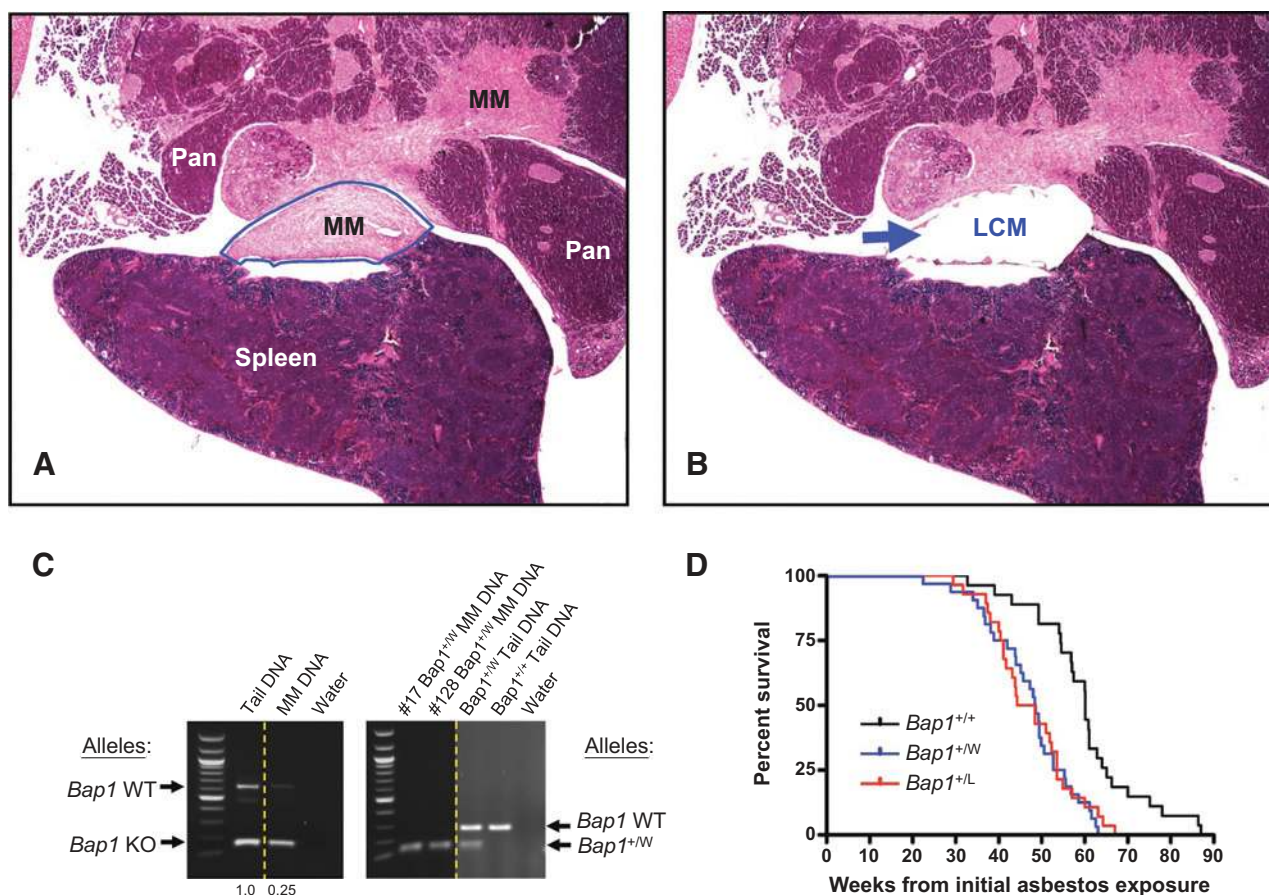 MM
Pan
MM
Pan
Spleen
A
LCM
B
C
Tail DNA
MM DNA
Water
Alleles:
Bap1 WT
Bap1 KO
1.0 0.25
#17 Bap1+/W MM DNA
#128 Bap1+/W MM DNA
Bap1+/W Tail DNA
Bap1+/+ Tail DNA
Water
Alleles:
Bap1 WT
Bap1+/W
D
Percent survival
100
75
50
25
0
Bap1+/+
Bap1+/W
Bap1+/L
0 10 20 30 40 50 60 70 80 90
Weeks from initial asbestos exposure